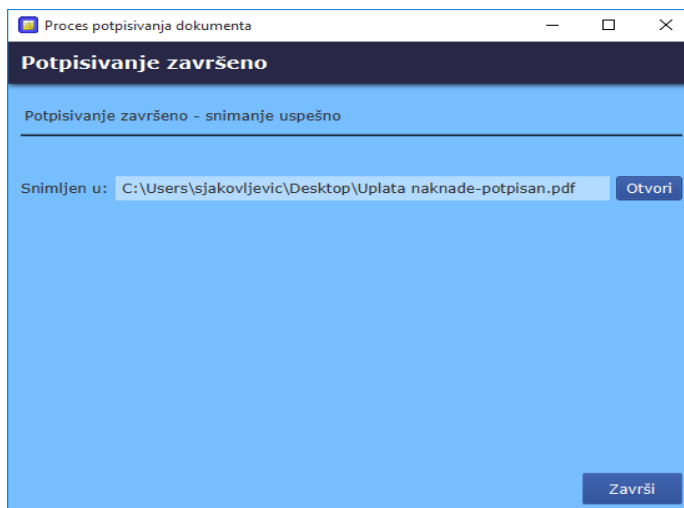 Proces potpisivanja dokumenta
Potpisivanje završeno
Potpisivanje završeno - snimanje uspešno
Snimljen u: C:\Users\sjakovljevic\Desktop\Uplata naknade-potpisan.pdf Otvori
Završi